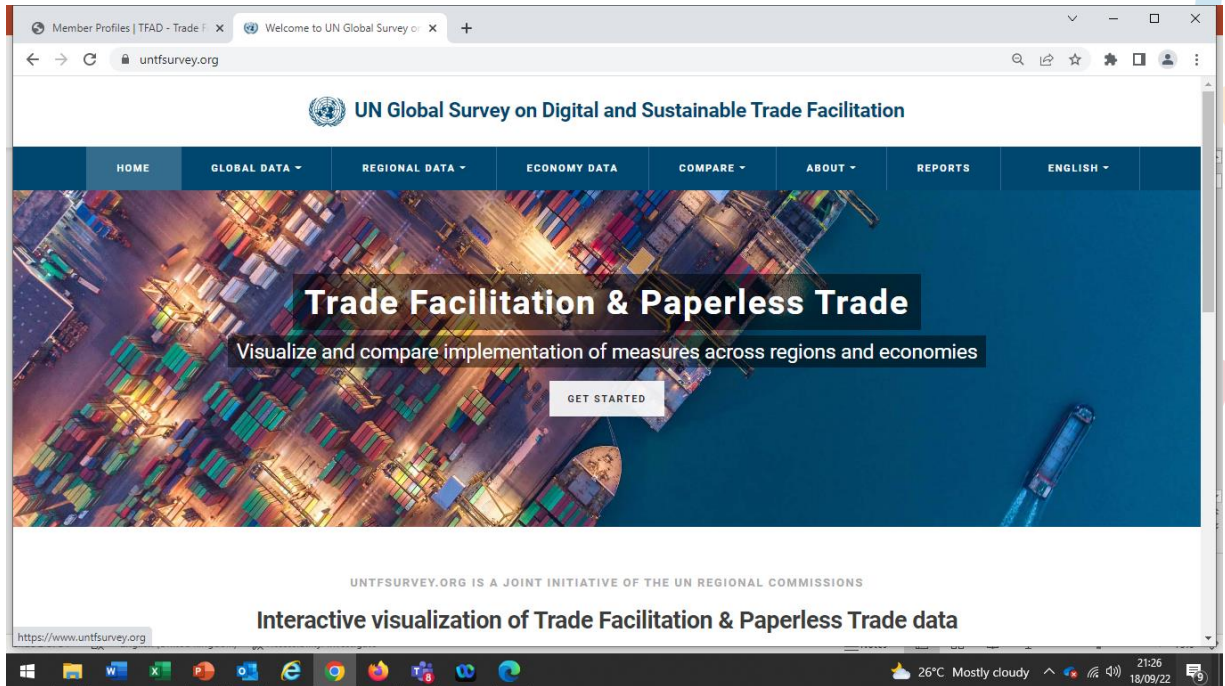 Member Profiles | TFAD - Trade F
Welcome to UN Global Survey or
untfsurvey.org
UN Global Survey on Digital and Sustainable Trade Facilitation
HOME GLOBAL DATA REGIONAL DATA ECONOMY DATA COMPARE ABOUT REPORTS ENGLISH
Trade Facilitation & Paperless Trade
Visualize and compare implementation of measures across regions and economies
GET STARTED
UNTFSURVEY.ORG IS A JOINT INITIATIVE OF THE UN REGIONAL COMMISSIONS
Interactive visualization of Trade Facilitation & Paperless Trade data
https://www.untfsurvey.org
26°C Mostly cloudy
21:26
18/09/22
8
9